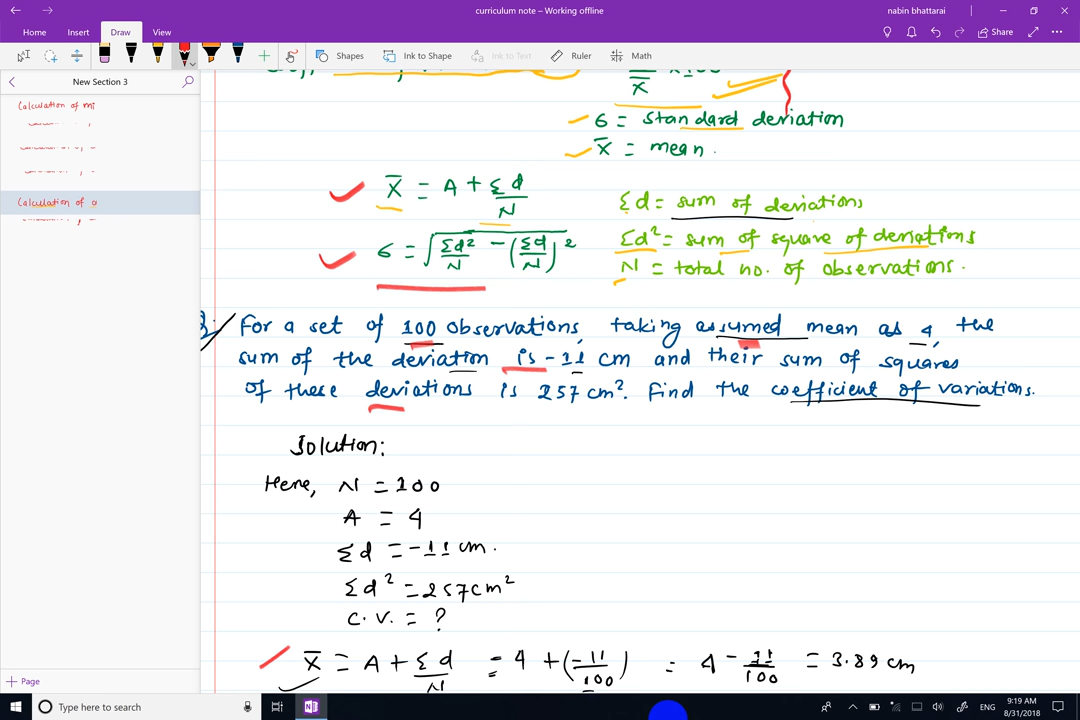 curriculum note – Working offline
nabin bhattarai
Home Insert Draw View
Share
Shapes Ink to Shape Ink to Text Ruler Math
New Section 3
Calculation of mi
Calculation of a
Page
x̄
σ = standard deviation
x̄ = mean.
x̄ = A + Σd/N
Σd = sum of deviations
σ = √(Σd²/N − (Σd/N)²)
Σd² = sum of square of deviations
N = total no. of observations.
Q. For a set of 100 observations, taking assumed mean as 4, the
sum of the deviation is -11 cm and their sum of squares
of these deviations is 257 cm². Find the coefficient of variations.
Solution:
Here, N = 100
A = 4
Σd = -11 cm.
Σd² = 257 cm²
C.V. = ?
x̄ = A + Σd/N = 4 + (-11/100) = 4 - 11/100 = 3.89 cm
Type here to search
ENG
9:19 AM
8/31/2018